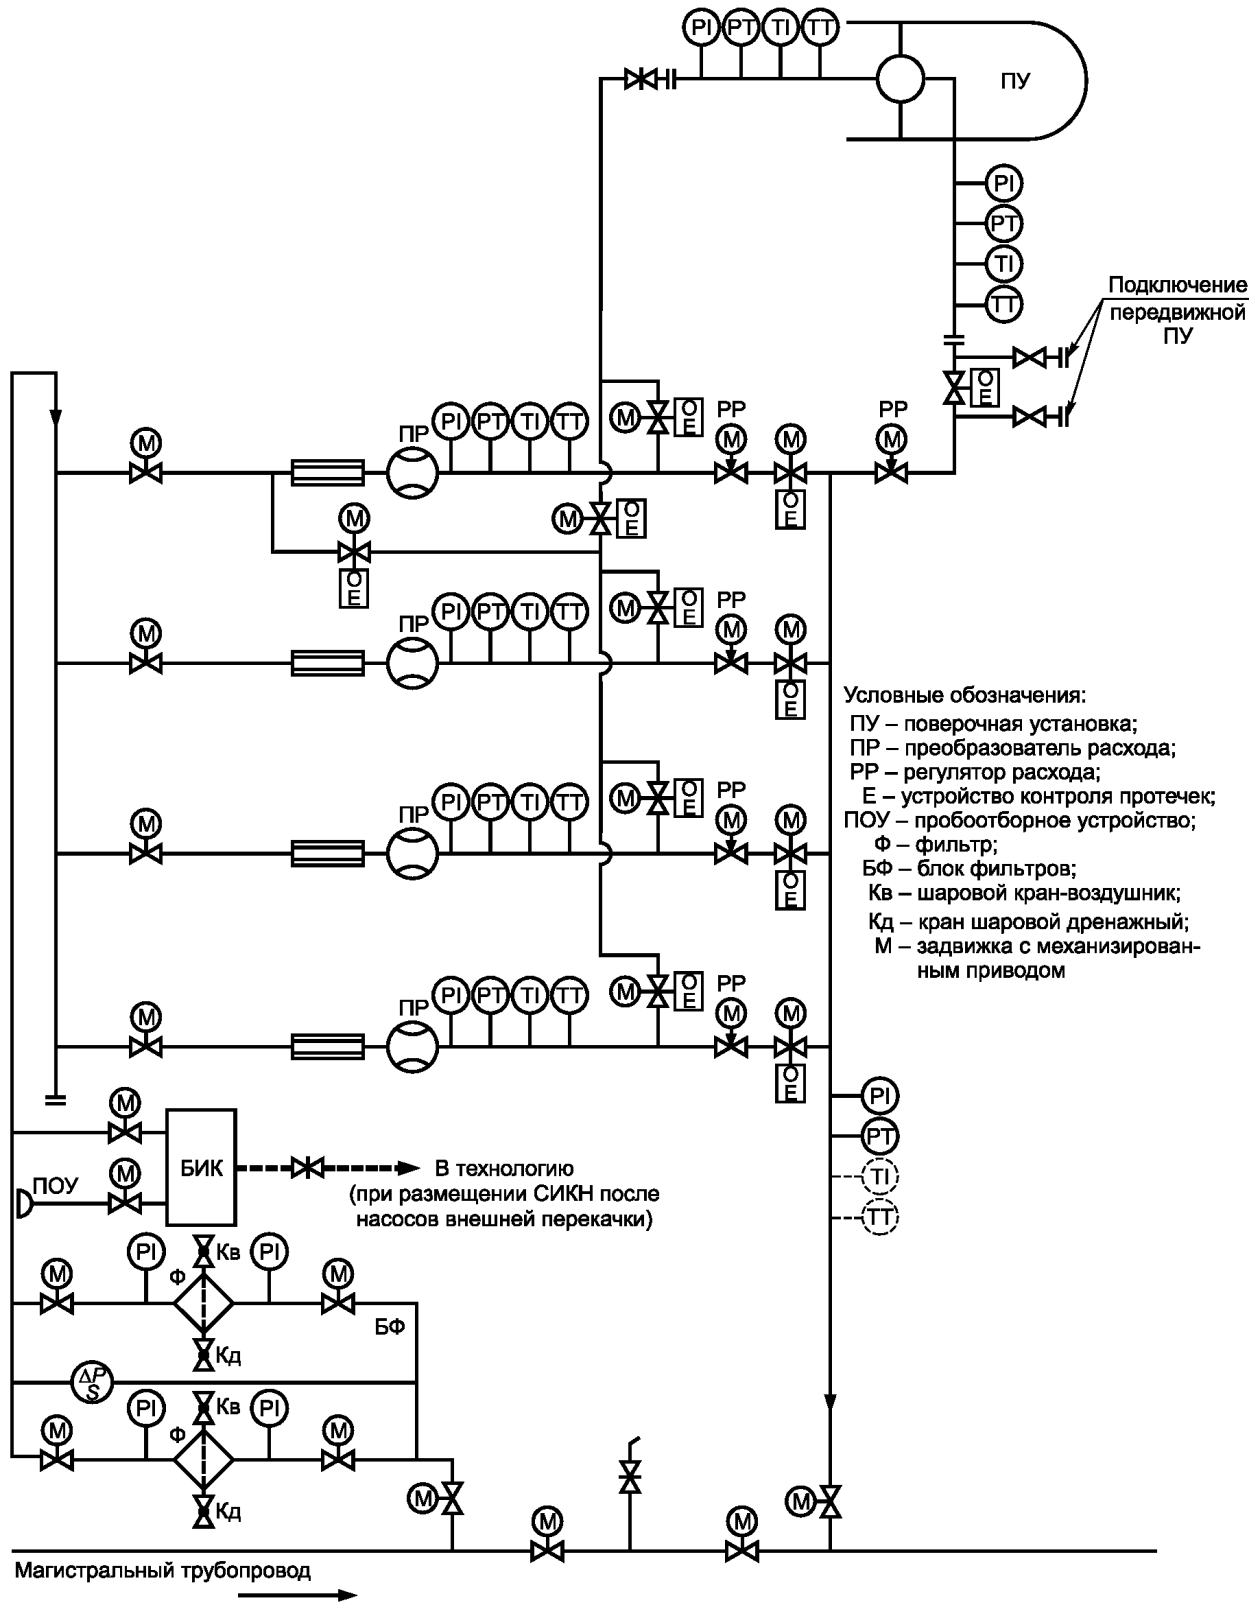 PI PT TI TT
ПУ
PI
PT
TI
TT
Подключение
передвижной
ПУ
O
E
ПР PI PT TI TT M O E PP M M PP M
M
O
E
M O E
M
O
E
ПР PI PT TI TT M O E PP M M
M
O
E
Условные обозначения:
ПУ – поверочная установка;
ПР – преобразователь расхода;
РР – регулятор расхода;
Е – устройство контроля протечек;
ПОУ – пробоотборное устройство;
Ф – фильтр;
БФ – блок фильтров;
Кв – шаровой кран-воздушник;
Кд – кран шаровой дренажный;
М – задвижка с механизирован-
ным приводом
ПР PI PT TI TT M O E PP M M
M
O
E
ПР PI PT TI TT M O E PP M M
M
O
E
PI
PT
TI
TT
M
БИК
ПОУ M
В технологию
(при размещении СИКН после
насосов внешней перекачки)
M PI Ф Кв PI M
БФ
Кд
ΔP
S
M PI Ф Кв PI M
Кд
M
M
M
M
Магистральный трубопровод